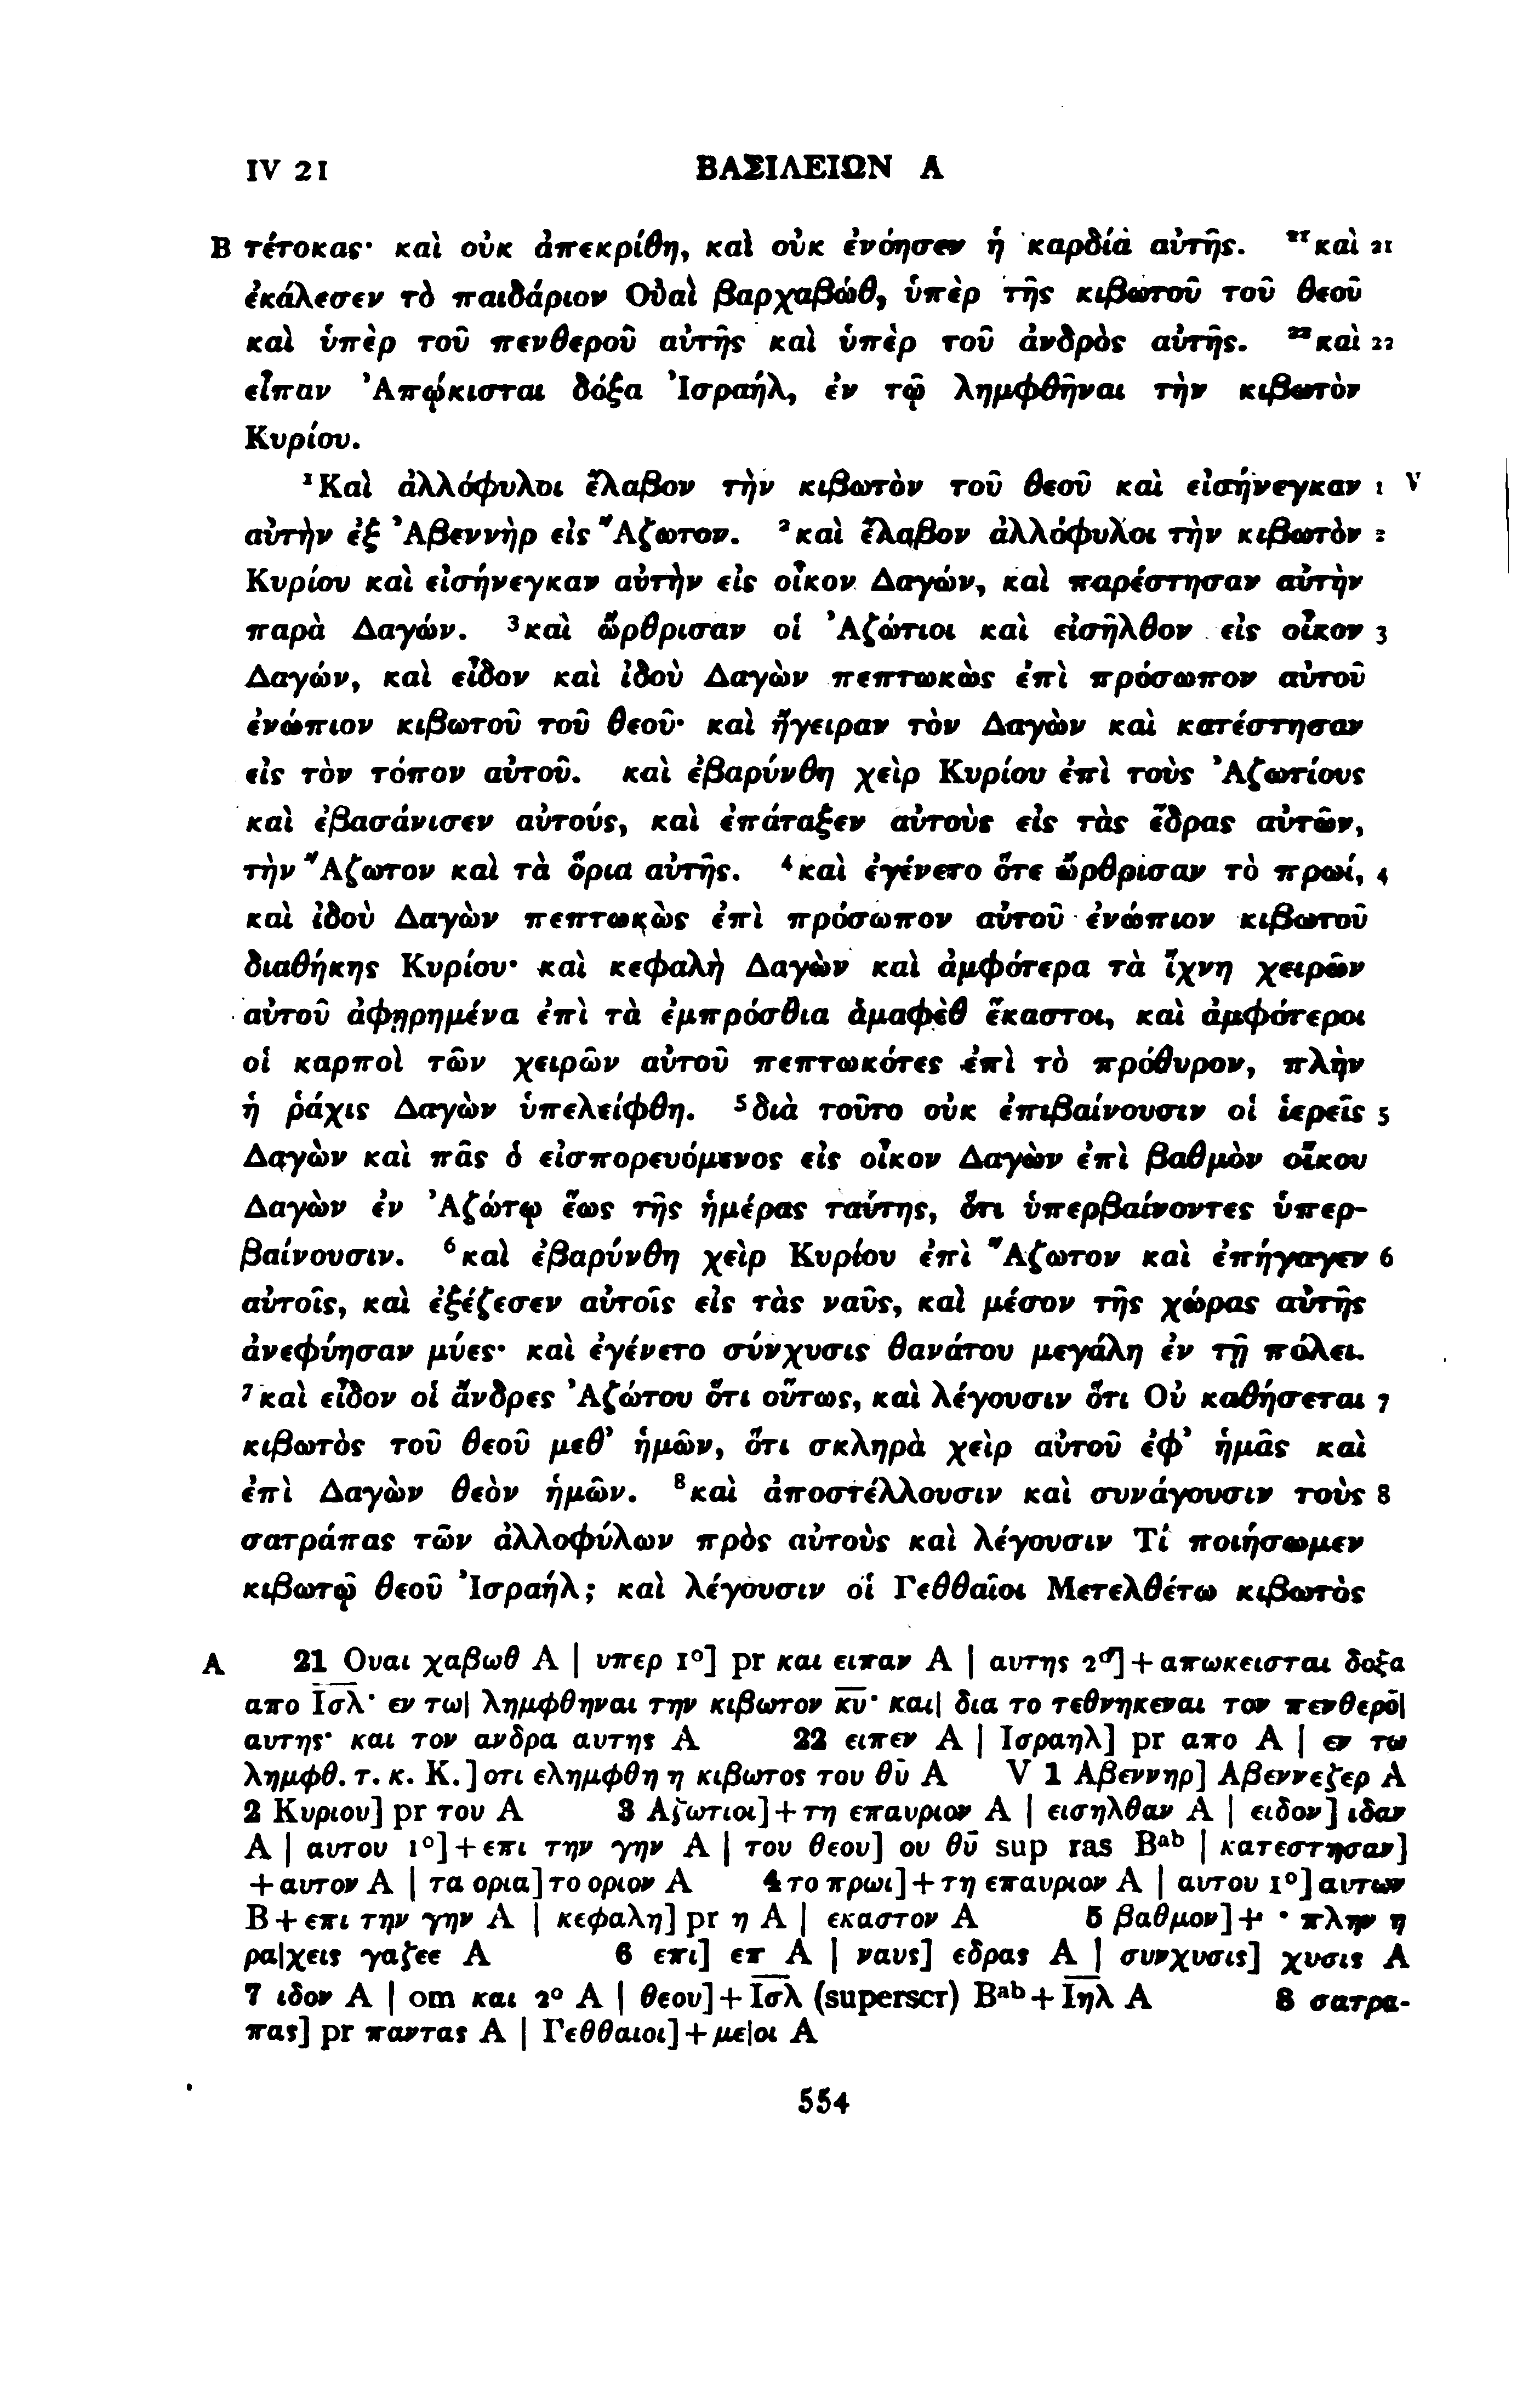 IV 21 ΒΑΣΙΛΕΙΩΝ Α
B τέτοκας· καὶ οὐκ ἀπεκρίθη, καὶ οὐκ ἐνόησεν ἡ καρδία αὐτῆς. ²¹καὶ 21
ἐκάλεσεν τὸ παιδάριον Οὐαὶ βαρχαβώθ, ὑπὲρ τῆς κιβωτοῦ τοῦ θεοῦ
καὶ ὑπὲρ τοῦ πενθεροῦ αὐτῆς καὶ ὑπὲρ τοῦ ἀνδρὸς αὐτῆς. ²²καὶ 22
εἶπαν Ἀπῴκισται δόξα Ἰσραήλ, ἐν τῷ λημφθῆναι τὴν κιβωτὸν
Κυρίου.
¹Καὶ ἀλλόφυλοι ἔλαβον τὴν κιβωτὸν τοῦ θεοῦ καὶ εἰσήνεγκαν 1 V
αὐτὴν ἐξ Ἀβεννὴρ εἰς Ἄζωτον. ²καὶ ἔλαβον ἀλλόφυλοι τὴν κιβωτὸν 2
Κυρίου καὶ εἰσήνεγκαν αὐτὴν εἰς οἶκον Δαγών, καὶ παρέστησαν αὐτὴν
παρὰ Δαγών. ³καὶ ὤρθρισαν οἱ Ἀζώτιοι καὶ εἰσῆλθον εἰς οἶκον 3
Δαγών, καὶ εἶδον καὶ ἰδοὺ Δαγὼν πεπτωκὼς ἐπὶ πρόσωπον αὐτοῦ
ἐνώπιον κιβωτοῦ τοῦ θεοῦ· καὶ ἤγειραν τὸν Δαγὼν καὶ κατέστησαν
εἰς τὸν τόπον αὐτοῦ. καὶ ἐβαρύνθη χεὶρ Κυρίου ἐπὶ τοὺς Ἀζωτίους
καὶ ἐβασάνισεν αὐτούς, καὶ ἐπάταξεν αὐτοὺς εἰς τὰς ἕδρας αὐτῶν,
τὴν Ἄζωτον καὶ τὰ ὅρια αὐτῆς. ⁴καὶ ἐγένετο ὅτε ὤρθρισαν τὸ πρωί, 4
καὶ ἰδοὺ Δαγὼν πεπτωκὼς ἐπὶ πρόσωπον αὐτοῦ ἐνώπιον κιβωτοῦ
διαθήκης Κυρίου· καὶ κεφαλὴ Δαγὼν καὶ ἀμφότερα τὰ ἴχνη χειρῶν
αὐτοῦ ἀφῃρημένα ἐπὶ τὰ ἐμπρόσθια ἁμαφὲθ ἕκαστοι, καὶ ἀμφότεροι
οἱ καρποὶ τῶν χειρῶν αὐτοῦ πεπτωκότες ἐπὶ τὸ πρόθυρον, πλὴν
ἡ ῥάχις Δαγὼν ὑπελείφθη. ⁵διὰ τοῦτο οὐκ ἐπιβαίνουσιν οἱ ἱερεῖς 5
Δαγὼν καὶ πᾶς ὁ εἰσπορευόμενος εἰς οἶκον Δαγὼν ἐπὶ βαθμὸν οἴκου
Δαγὼν ἐν Ἀζώτῳ ἕως τῆς ἡμέρας ταύτης, ὅτι ὑπερβαίνοντες ὑπερ-
βαίνουσιν. ⁶καὶ ἐβαρύνθη χεὶρ Κυρίου ἐπὶ Ἄζωτον καὶ ἐπήγαγεν 6
αὐτοῖς, καὶ ἐξέζεσεν αὐτοῖς εἰς τὰς ναῦς, καὶ μέσον τῆς χώρας αὐτῆς
ἀνεφύησαν μύες· καὶ ἐγένετο σύνχυσις θανάτου μεγάλη ἐν τῇ πόλει.
⁷καὶ εἶδον οἱ ἄνδρες Ἀζώτου ὅτι οὕτως, καὶ λέγουσιν ὅτι Οὐ καθήσεται 7
κιβωτὸς τοῦ θεοῦ μεθ’ ἡμῶν, ὅτι σκληρὰ χεὶρ αὐτοῦ ἐφ’ ἡμᾶς καὶ
ἐπὶ Δαγὼν θεὸν ἡμῶν. ⁸καὶ ἀποστέλλουσιν καὶ συνάγουσιν τοὺς 8
σατράπας τῶν ἀλλοφύλων πρὸς αὐτοὺς καὶ λέγουσιν Τί ποιήσωμεν
κιβωτῷ θεοῦ Ἰσραήλ; καὶ λέγουσιν οἱ Γεθθαῖοι Μετελθέτω κιβωτὸς
A 21 Ουαι χαβωθ A | υπερ 1°] pr και ειπαν A | αυτης 2°] + απωκεισται δοξα
απο Ι̅σ̅λ̅· εν τω| λημφθηναι την κιβωτον κ̅υ̅· και| δια το τεθνηκεναι τον πενθερο̅|
αυτης· και τον ανδρα αυτης A 22 ειπεν A | Ισραηλ] pr απο A | εν τω
λημφθ. τ. κ. Κ.] οτι ελημφθη η κιβωτος του θ̅υ̅ A V 1 Αβεννηρ] Αβεννεζερ A
2 Κυριου] pr του A 3 Αζωτιοι] + τη επαυριον A | εισηλθαν A | ειδον] ιδαν
A | αυτου 1°] + επι την γην A | του θεου] ου θ̅υ̅ sup ras Bᵃᵇ | κατεστησαν]
+ αυτον A | τα ορια] το οριον A 4 το πρωι] + τη επαυριον A | αυτου 1°] αυτων
B + επι την γην A | κεφαλη] pr η A | εκαστον A 5 βαθμον] + · πλην η
ρα|χεις γαζεε A 6 επι] επ A | ναυς] εδρας A | συνχυσις] χυσις A
7 ιδον A | om και 2° A | θεου] + Ι̅σ̅λ̅ (superscr) Bᵃᵇ + Ι̅η̅λ̅ A 8 σατρα-
πας] pr παντας A | Γεθθαιοι] + με|οι A
554